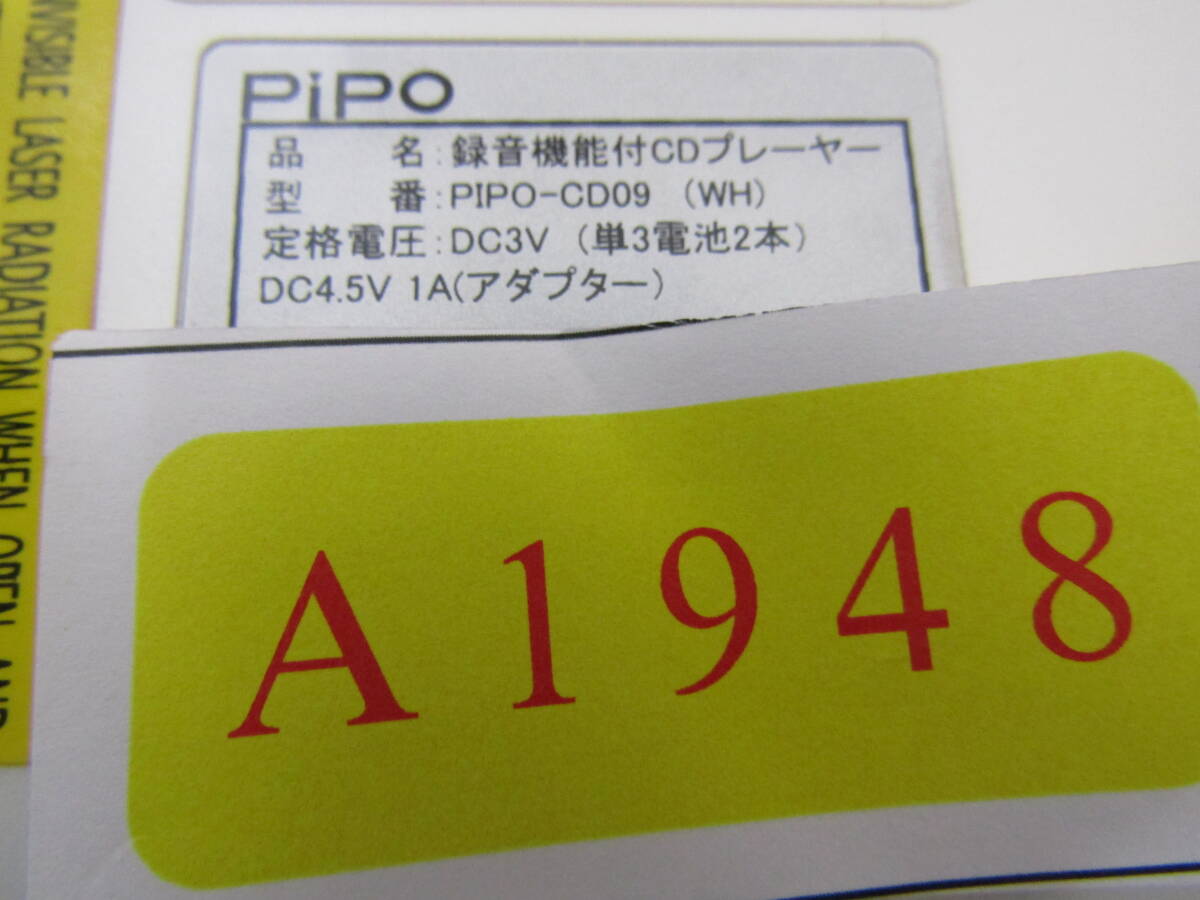 INVISIBLE LASER RADIATION WHEN OPEN AND
PiPO
品　　名:録音機能付CDプレーヤー
型　　番:PIPO-CD09 (WH)
定格電圧:DC3V (単3電池2本)
DC4.5V 1A(アダプター)
A1948